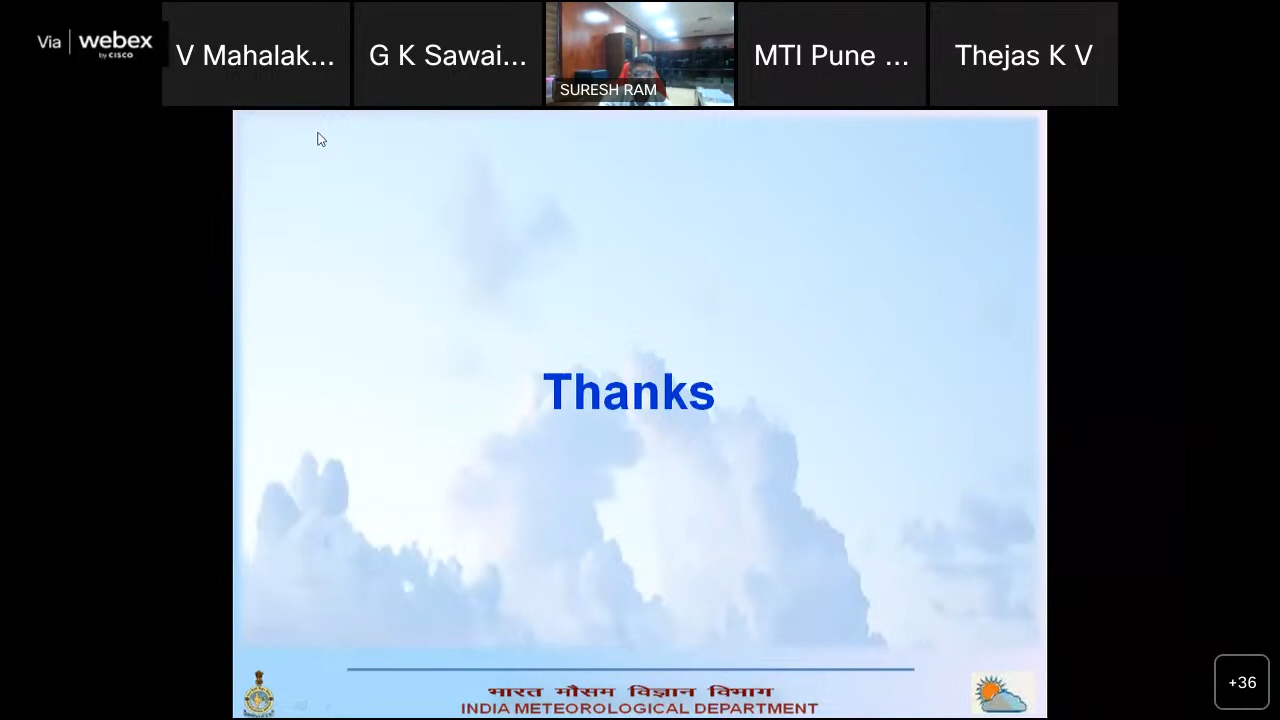 Via webex
by CISCO
V Mahalak...
G K Sawai...
SURESH RAM
MTI Pune ...
Thejas K V
Thanks
भारत मौसम विज्ञान विभाग
INDIA METEOROLOGICAL DEPARTMENT
+36